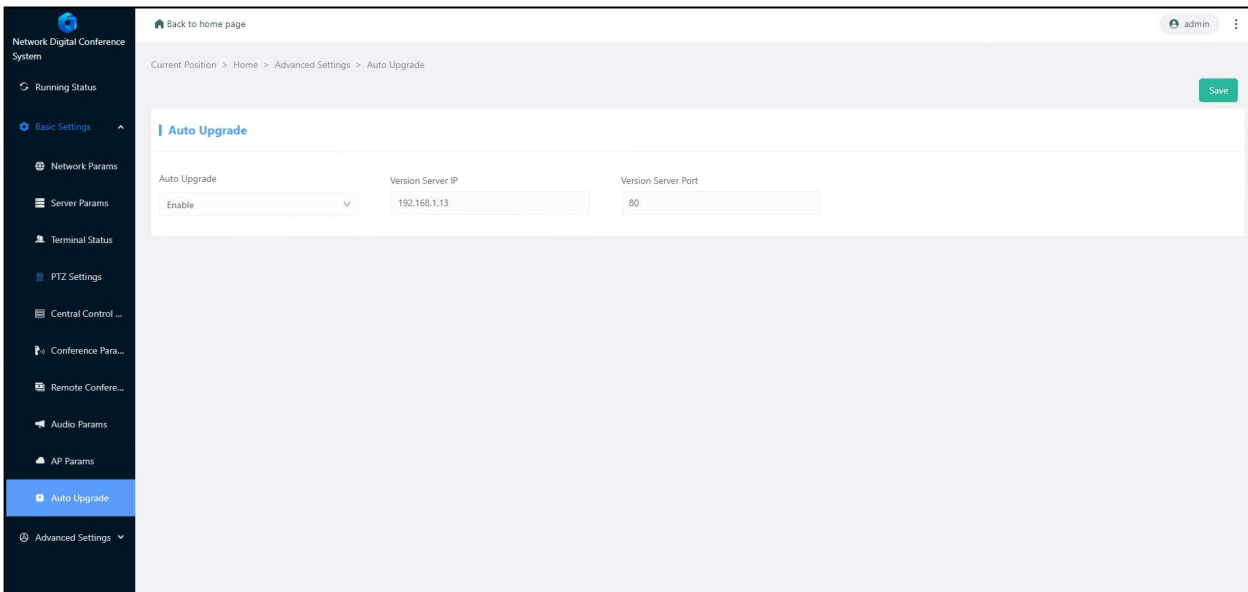 Network Digital Conference
System
Running Status
Basic Settings
Network Params
Server Params
Terminal Status
PTZ Settings
Central Control ...
Conference Para...
Remote Confere...
Audio Params
AP Params
Auto Upgrade
Advanced Settings
Back to home page
admin
Current Position > Home > Advanced Settings > Auto Upgrade
Save
Auto Upgrade
Auto Upgrade Version Server IP Version Server Port
Enable 192.168.1.13 80